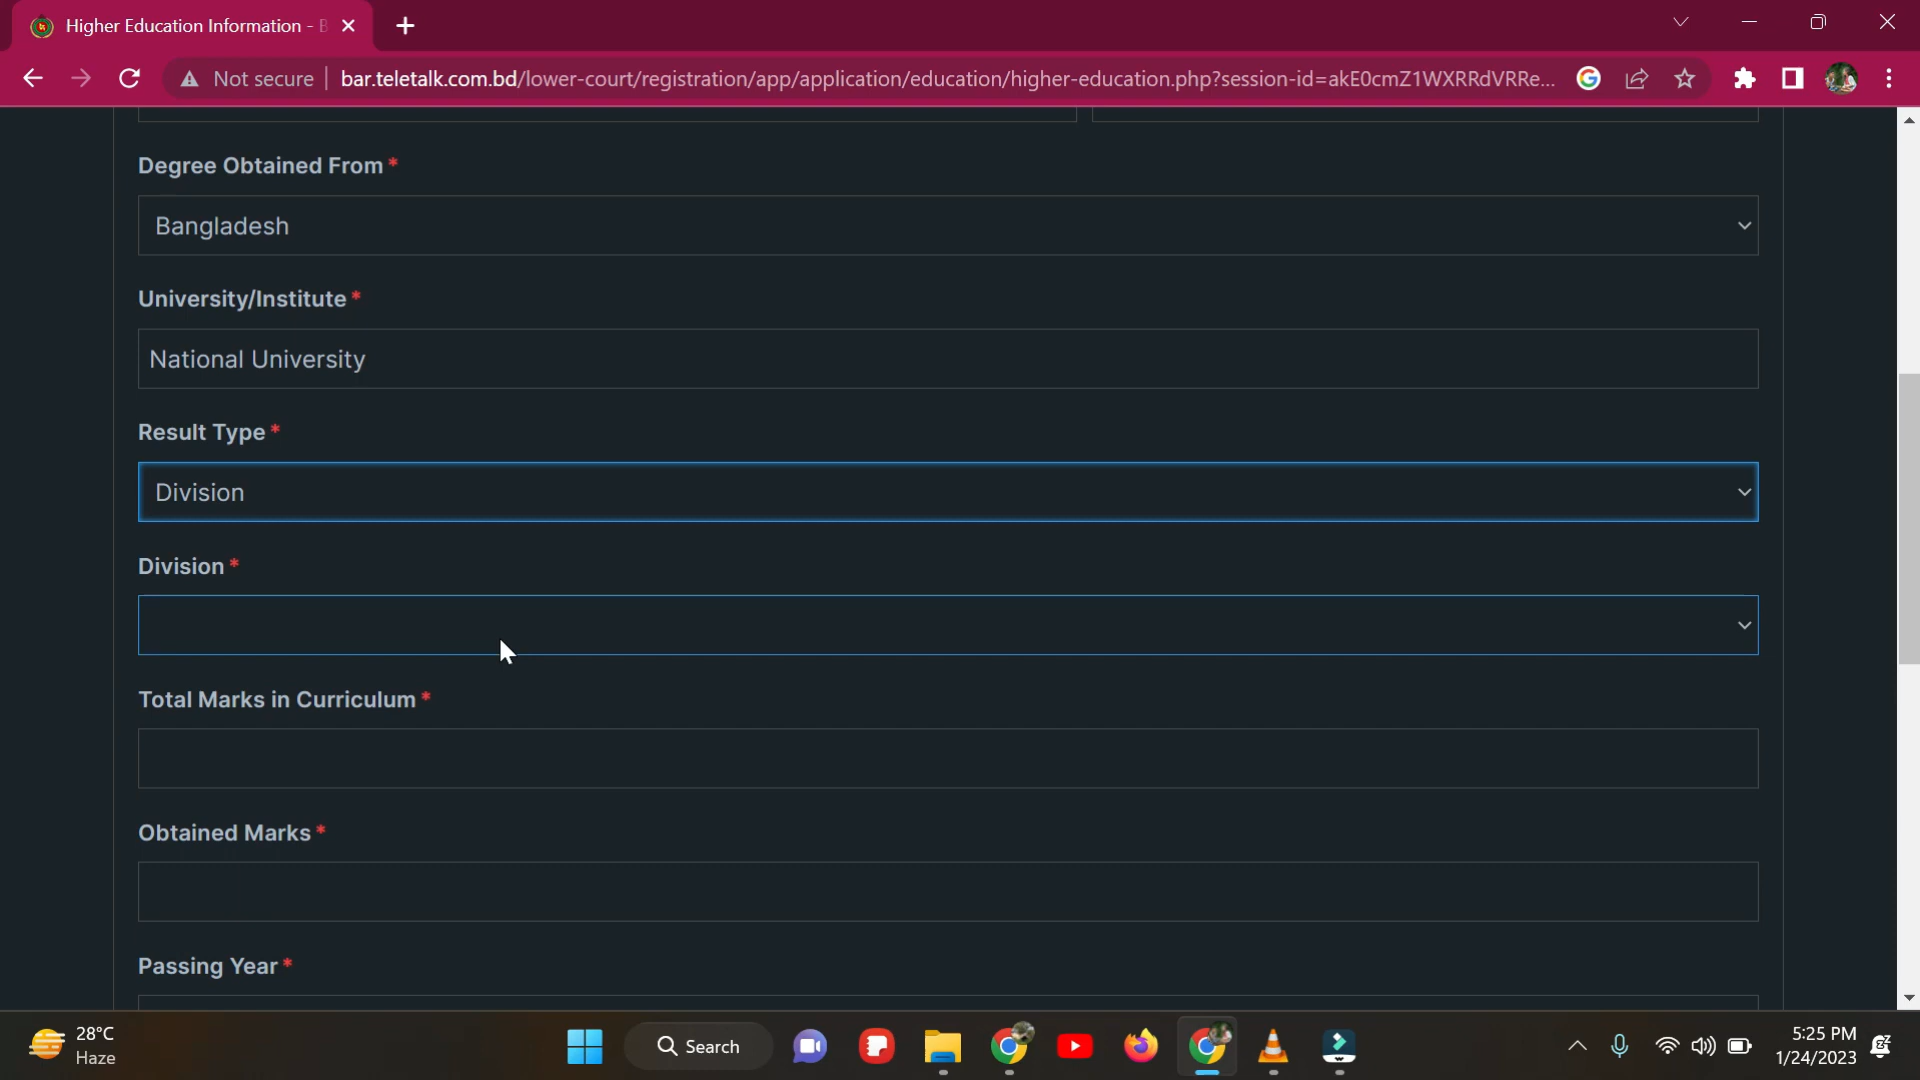 Higher Education Information - B
Not secure
bar.teletalk.com.bd/lower-court/registration/app/application/education/higher-education.php?session-id=akE0cmZ1WXRRdVRRe...
Degree Obtained From *
Bangladesh
University/Institute *
National University
Result Type *
Division
Division *
Total Marks in Curriculum *
Obtained Marks *
Passing Year *
28°C
Haze
Search
5:25 PM
1/24/2023